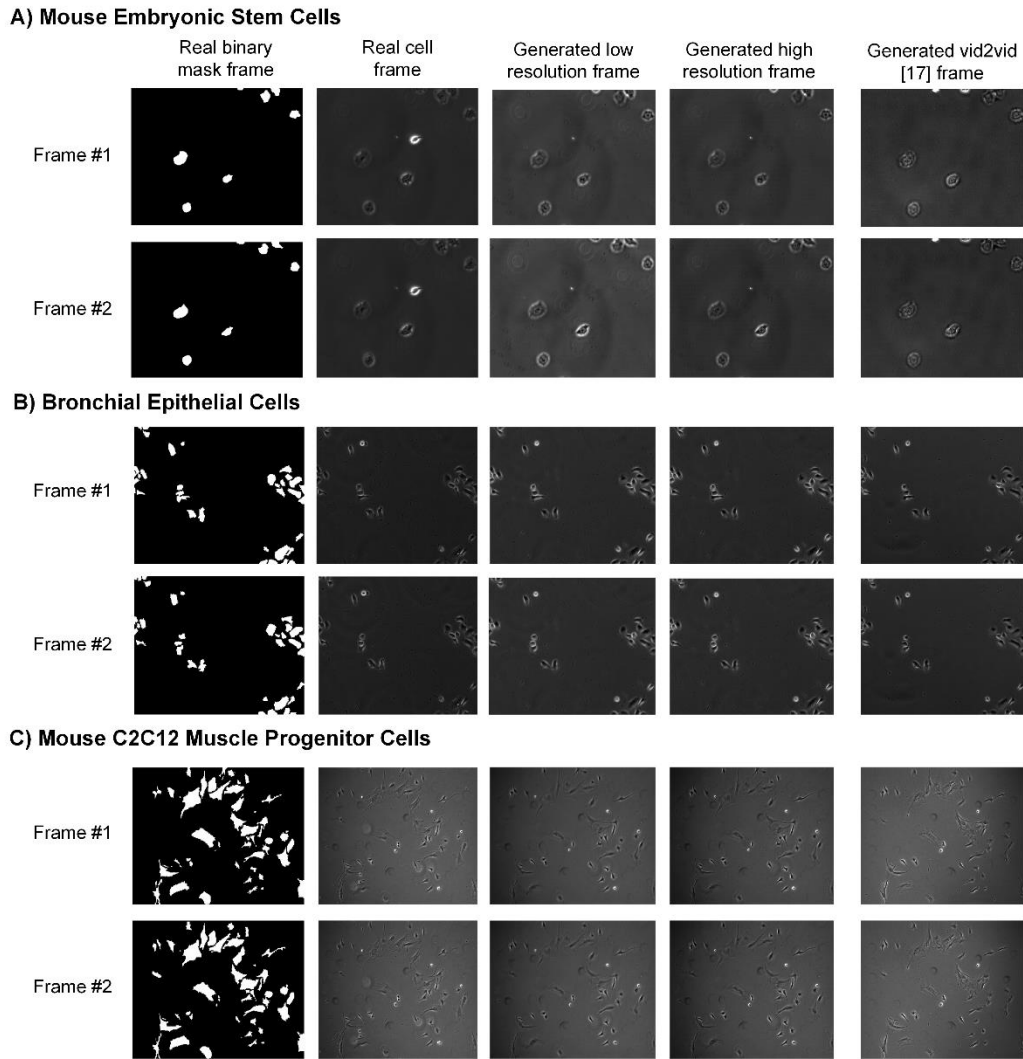 A) Mouse Embryonic Stem Cells
Real binary
mask frame
Real cell
frame
Generated low
resolution frame
Generated high
resolution frame
Generated vid2vid
[17] frame
Frame #1
Frame #2
B) Bronchial Epithelial Cells
Frame #1
Frame #2
C) Mouse C2C12 Muscle Progenitor Cells
Frame #1
Frame #2